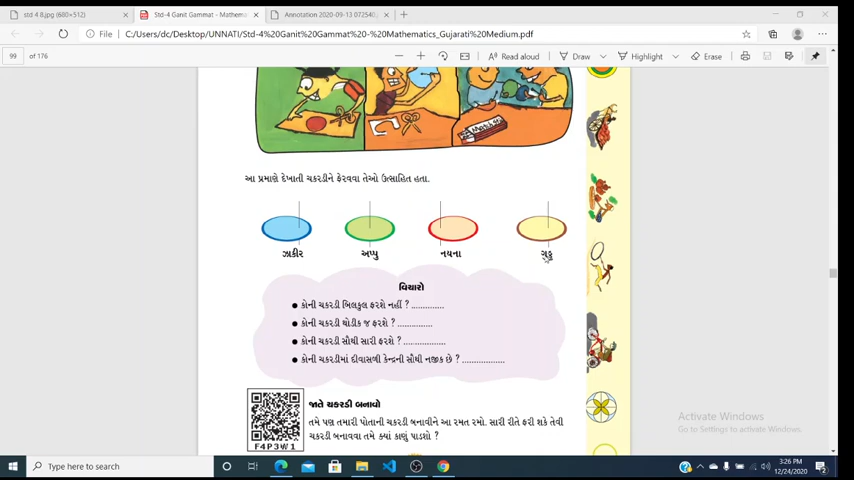 std 4 8.jpg (680×512)
Std-4 Ganit Gammat - Mathema
Annotation 2020-09-13 072540.
File
C:/Users/dc/Desktop/UNNATI/Std-4%20Ganit%20Gammat%20-%20Mathematics_Gujarati%20Medium.pdf
99 of 176
Read aloud
Draw
Highlight
Erase
આ પ્રમાણે દેખાતી ચકરડીને ફેરવવા તેઓ ઉત્સાહિત હતા.
ઝાકીર અપ્પુ નયના ચકુ
વિચારો
● કોની ચકરડી બિલકુલ ફરશે નહીં ? ..............
● કોની ચકરડી થોડીક જ ફરશે ? ...............
● કોની ચકરડી સૌથી સારી ફરશે ? ..................
● કોની ચકરડીમાં દીવાસળી કેન્દ્રની સૌથી નજીક છે ? ..................
જાતે ચકરડી બનાવો
તમે પણ તમારી પોતાની ચકરડી બનાવીને આ રમત રમો. સારી રીતે ફરી શકે તેવી
ચકરડી બનાવવા તમે ક્યાં કાણું પાડશો ?
F4P3W1
Activate Windows
Go to Settings to activate Windows.
Type here to search
3:26 PM
12/24/2020